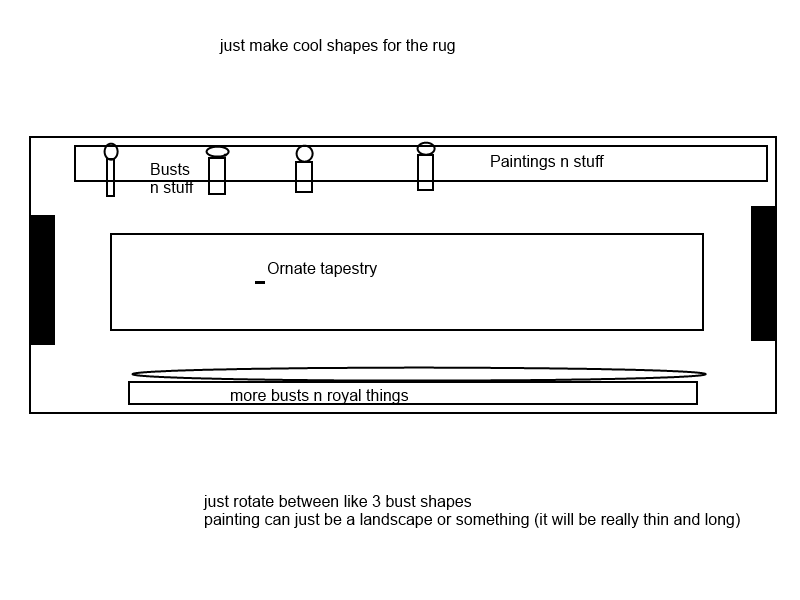 just make cool shapes for the rug
Busts
n stuff
Paintings n stuff
Ornate tapestry
more busts n royal things
just rotate between like 3 bust shapes
painting can just be a landscape or something (it will be really thin and long)